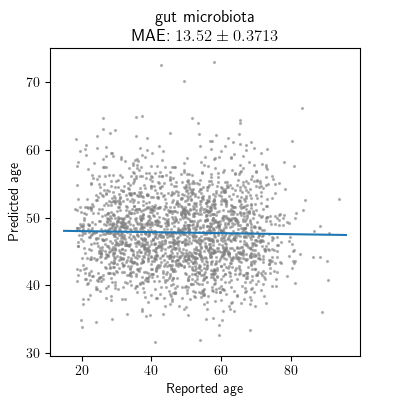 gut microbiota
MAE: 13.52 ± 0.3713
70
60
50
40
30
Predicted age
20 40 60 80
Reported age